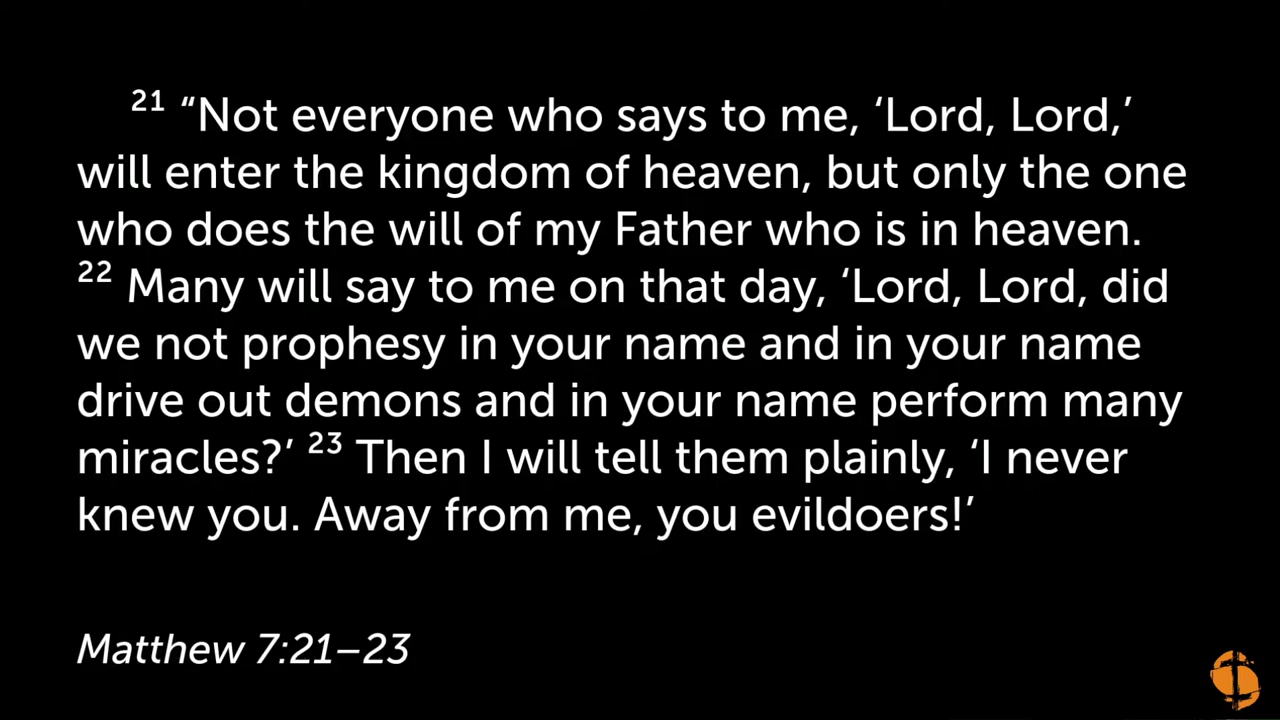 21 “Not everyone who says to me, ‘Lord, Lord,’
will enter the kingdom of heaven, but only the one
who does the will of my Father who is in heaven.
22 Many will say to me on that day, ‘Lord, Lord, did
we not prophesy in your name and in your name
drive out demons and in your name perform many
miracles?’ 23 Then I will tell them plainly, ‘I never
knew you. Away from me, you evildoers!’
Matthew 7:21–23